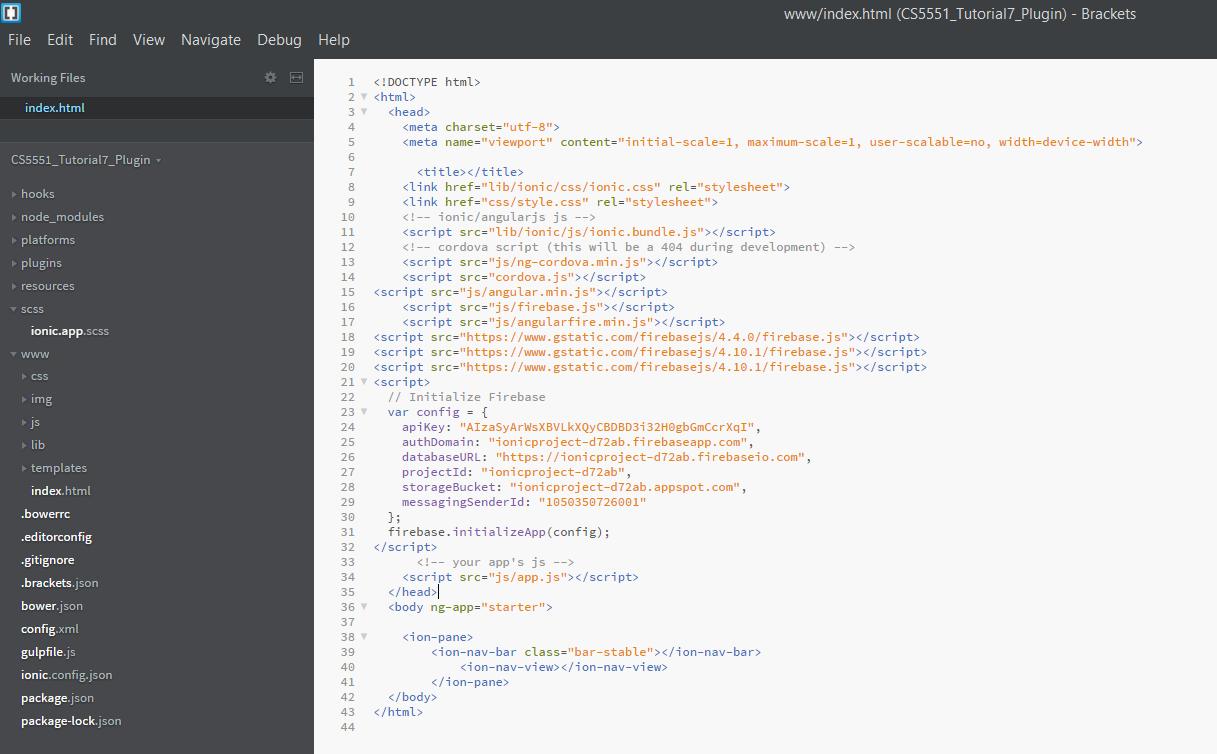 www/index.html (CS5551_Tutorial7_Plugin) - Brackets
File Edit Find View Navigate Debug Help
Working Files
index.html
CS5551_Tutorial7_Plugin
hooks
node_modules
platforms
plugins
resources
scss
ionic.app.scss
www
css
img
js
lib
templates
index.html
.bowerrc
.editorconfig
.gitignore
.brackets.json
bower.json
config.xml
gulpfile.js
ionic.config.json
package.json
package-lock.json
1 <!DOCTYPE html>
2 <html>
3 <head>
4 <meta charset="utf-8">
5 <meta name="viewport" content="initial-scale=1, maximum-scale=1, user-scalable=no, width=device-width">
6
7 <title></title>
8 <link href="lib/ionic/css/ionic.css" rel="stylesheet">
9 <link href="css/style.css" rel="stylesheet">
10 <!-- ionic/angularjs js -->
11 <script src="lib/ionic/js/ionic.bundle.js"></script>
12 <!-- cordova script (this will be a 404 during development) -->
13 <script src="js/ng-cordova.min.js"></script>
14 <script src="cordova.js"></script>
15 <script src="js/angular.min.js"></script>
16 <script src="js/firebase.js"></script>
17 <script src="js/angularfire.min.js"></script>
18 <script src="https://www.gstatic.com/firebasejs/4.4.0/firebase.js"></script>
19 <script src="https://www.gstatic.com/firebasejs/4.10.1/firebase.js"></script>
20 <script src="https://www.gstatic.com/firebasejs/4.10.1/firebase.js"></script>
21 <script>
22 // Initialize Firebase
23 var config = {
24 apiKey: "AIzaSyArWsXBVLkXQyCBDBD3i32H0gbGmCcrXqI",
25 authDomain: "ionicproject-d72ab.firebaseapp.com",
26 databaseURL: "https://ionicproject-d72ab.firebaseio.com",
27 projectId: "ionicproject-d72ab",
28 storageBucket: "ionicproject-d72ab.appspot.com",
29 messagingSenderId: "1050350726001"
30 };
31 firebase.initializeApp(config);
32 </script>
33 <!-- your app's js -->
34 <script src="js/app.js"></script>
35 </head>
36 <body ng-app="starter">
37
38 <ion-pane>
39 <ion-nav-bar class="bar-stable"></ion-nav-bar>
40 <ion-nav-view></ion-nav-view>
41 </ion-pane>
42 </body>
43 </html>
44